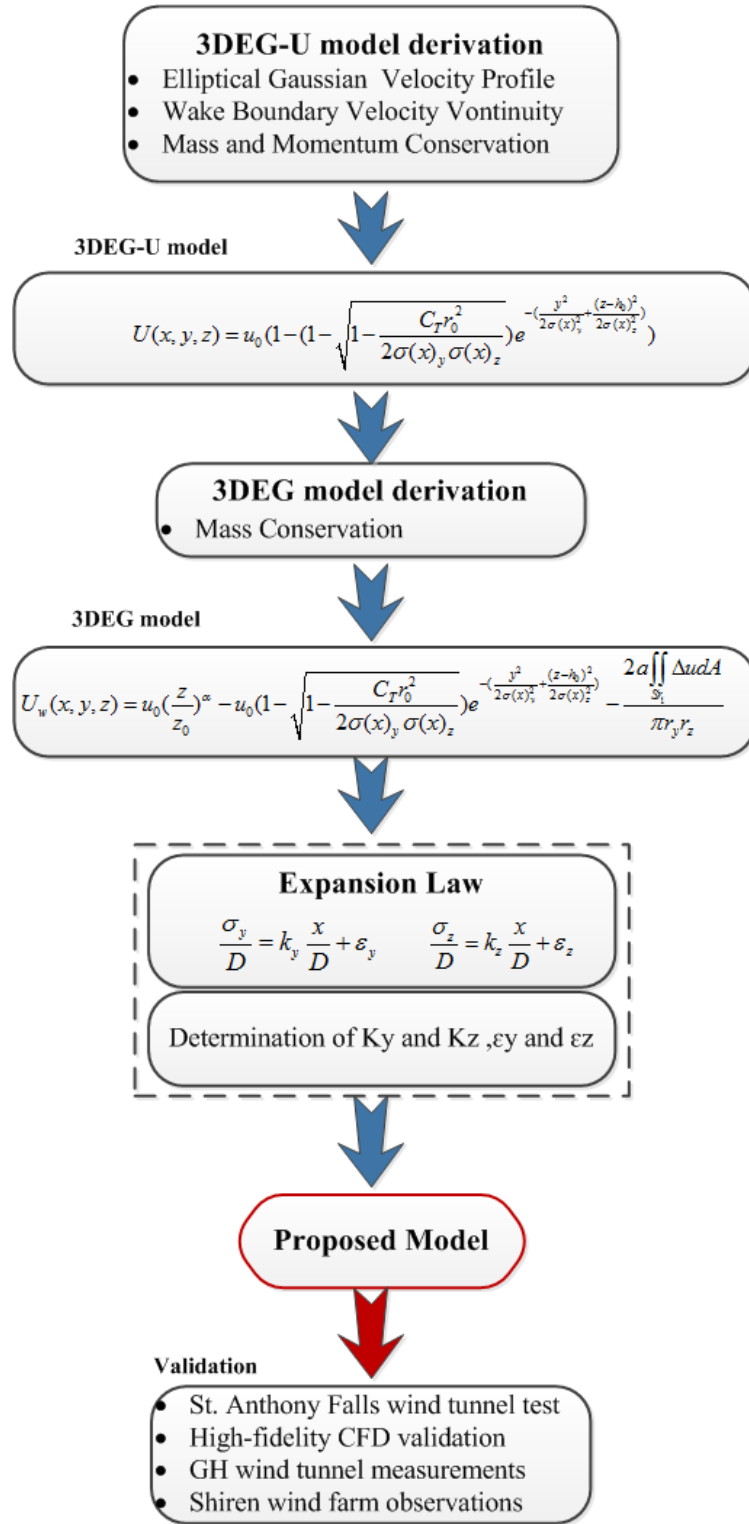 3DEG-U model derivation
• Elliptical Gaussian Velocity Profile
• Wake Boundary Velocity Vontinuity
• Mass and Momentum Conservation
3DEG-U model
U(x, y, z) = u₀(1−(1−√(1−C_T r₀²/(2σ(x)_y σ(x)_z)))e^(−(y²/(2σ(x)_y²)+(z−h₀)²/(2σ(x)_z²))))
3DEG model derivation
• Mass Conservation
3DEG model
U_w(x, y, z) = u₀(z/z₀)^α − u₀(1−√(1−C_T r₀²/(2σ(x)_y σ(x)_z)))e^(−(y²/(2σ(x)_y²)+(z−h₀)²/(2σ(x)_z²))) − 2a∬ΔudA/(πr_y r_z)
Expansion Law
σ_y/D = k_y x/D + ε_y σ_z/D = k_z x/D + ε_z
Determination of Ky and Kz ,εy and εz
Proposed Model
Validation
• St. Anthony Falls wind tunnel test
• High-fidelity CFD validation
• GH wind tunnel measurements
• Shiren wind farm observations